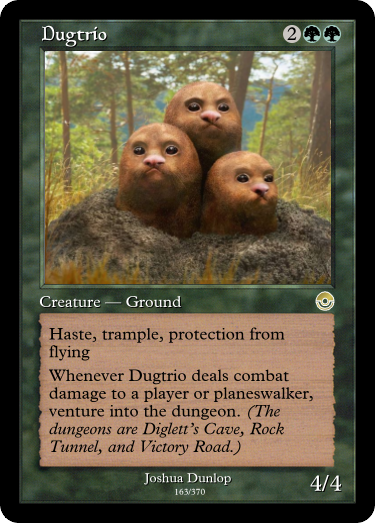 Dugtrio 2
Creature — Ground
Haste, trample, protection from
flying
Whenever Dugtrio deals combat
damage to a player or planeswalker,
venture into the dungeon. (The
dungeons are Diglett's Cave, Rock
Tunnel, and Victory Road.)
Joshua Dunlop
163/370
4/4